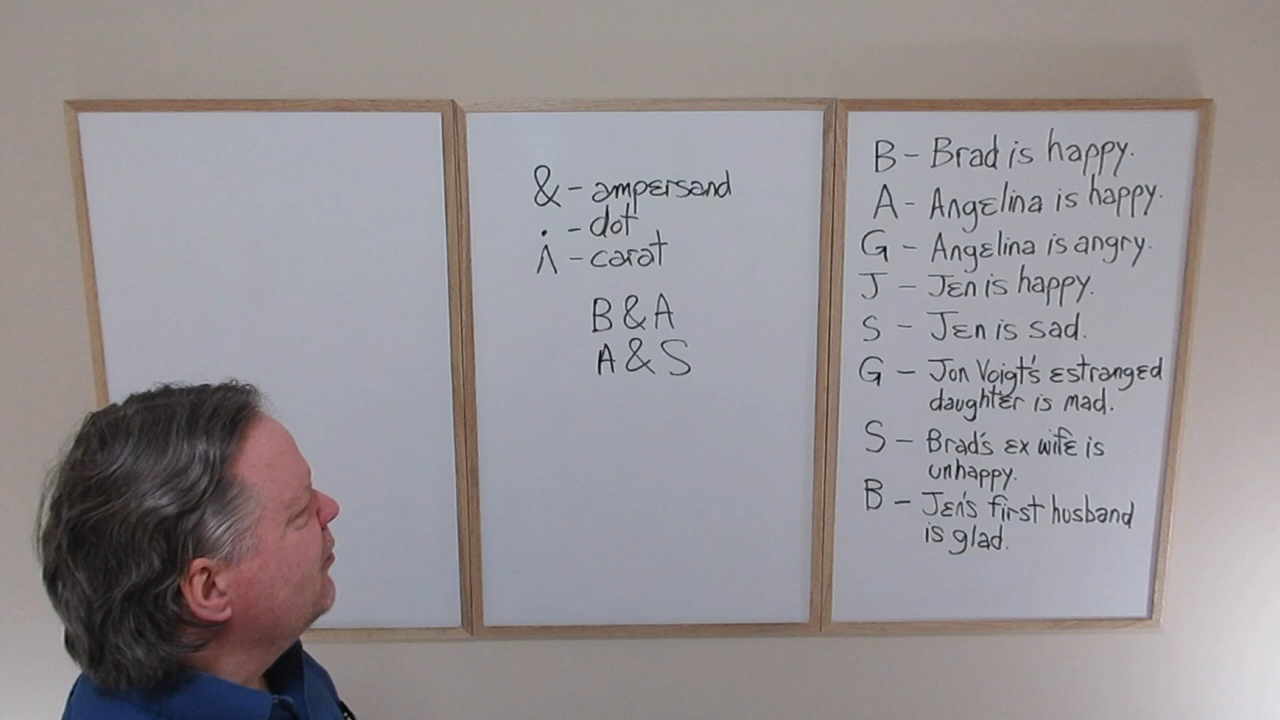 & - ampersand
. - dot
∧ - carat
B & A
A & S
B - Brad is happy.
A - Angelina is happy.
G - Angelina is angry.
J - Jen is happy.
S - Jen is sad.
G - Jon Voigt's estranged
daughter is mad.
S - Brad's ex wife is
unhappy.
B - Jen's first husband
is glad.